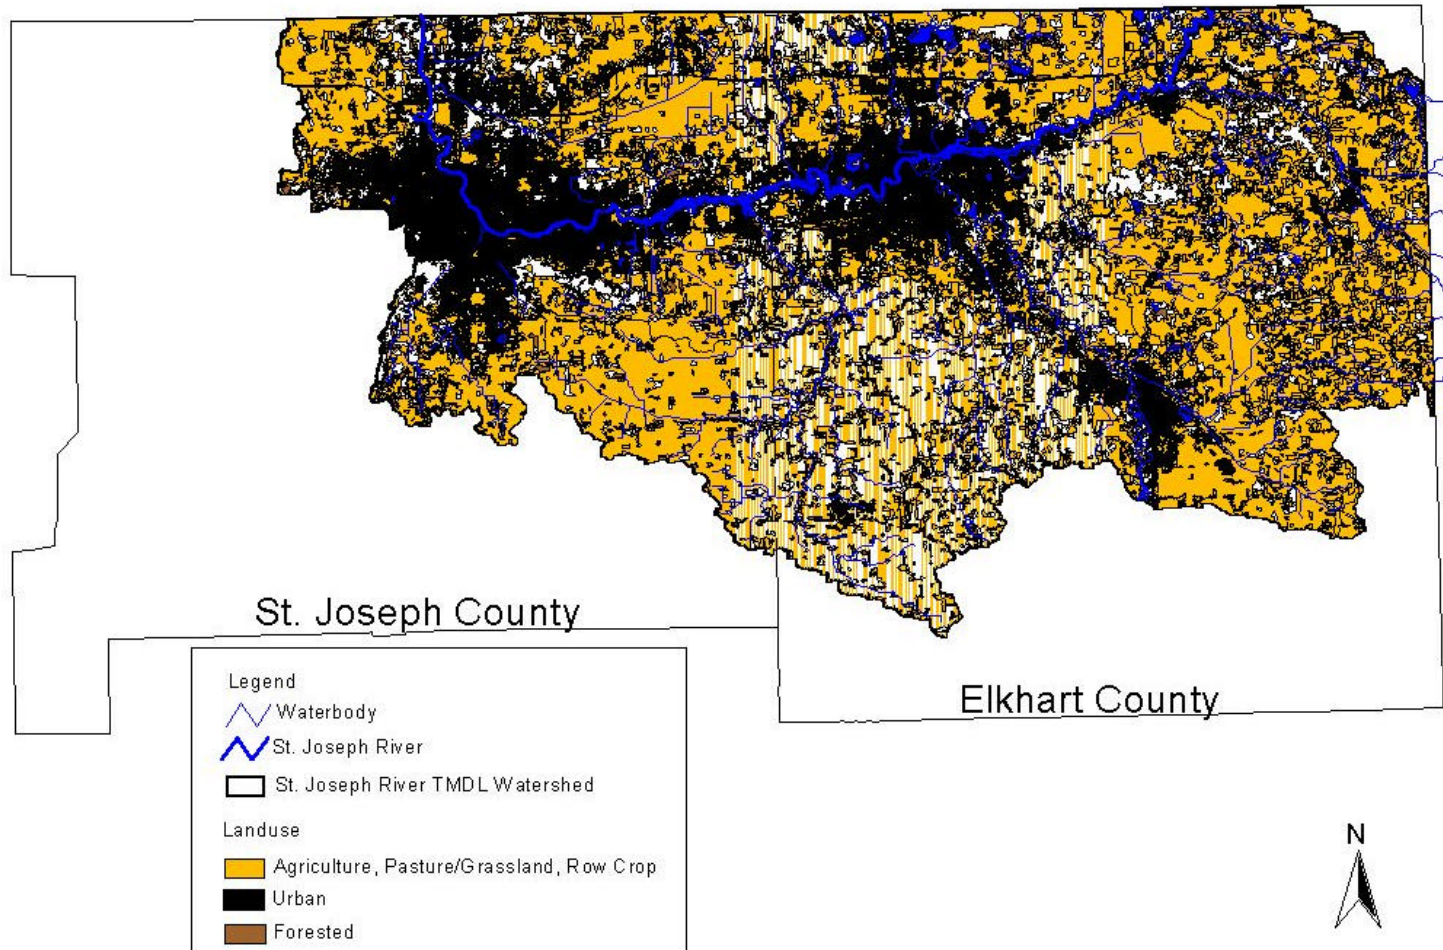 St. Joseph County
Elkhart County
Legend
Waterbody
St. Joseph River
St. Joseph River TMDL Watershed
Landuse
Agriculture, Pasture/Grassland, Row Crop
Urban
Forested
N